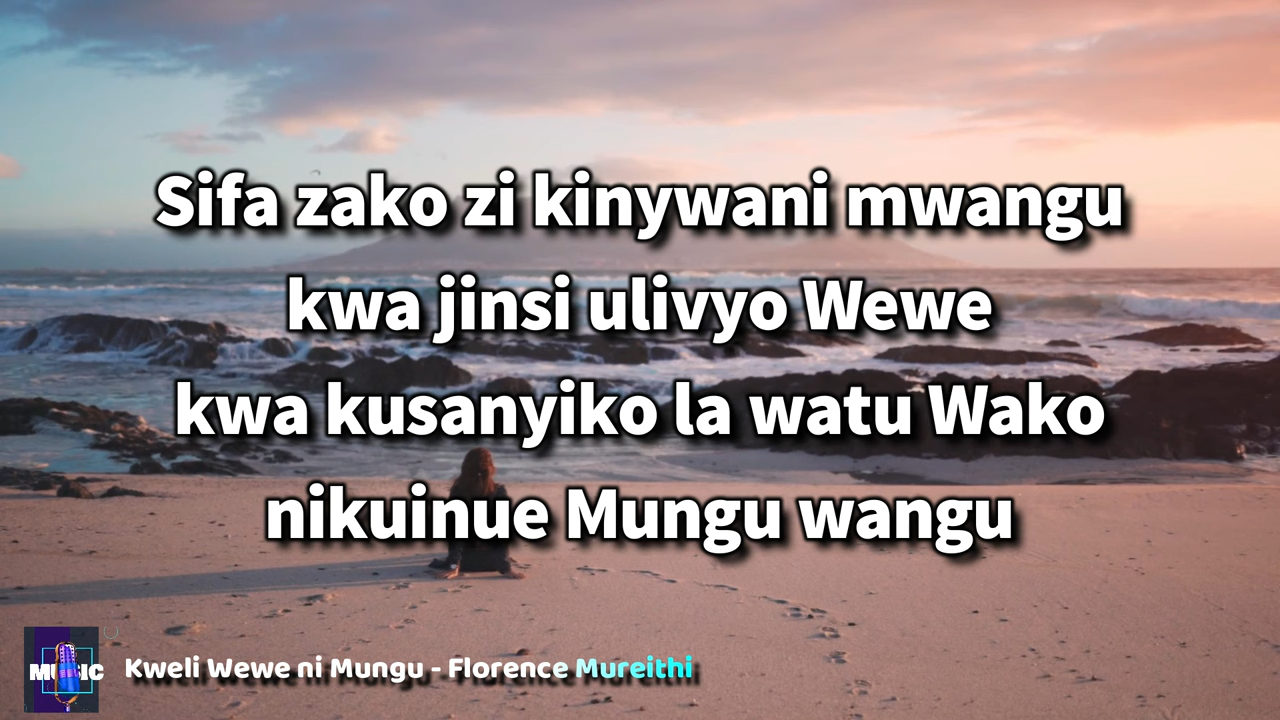 Sifa zako zi kinywani mwangu
kwa jinsi ulivyo Wewe
kwa kusanyiko la watu Wako
nikuinue Mungu wangu
MUSIC
Kweli Wewe ni Mungu - Florence Mureithi